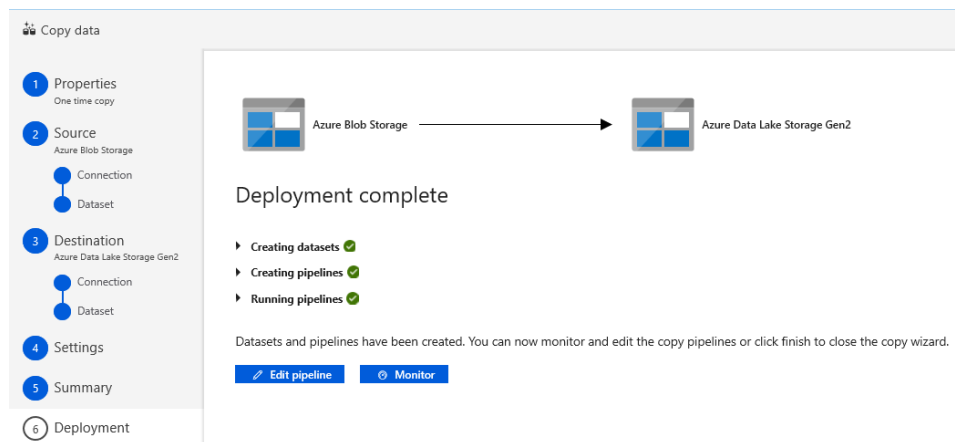 Copy data
1 Properties
One time copy
2 Source
Azure Blob Storage
Connection
Dataset
3 Destination
Azure Data Lake Storage Gen2
Connection
Dataset
4 Settings
5 Summary
6 Deployment
Azure Blob Storage
Azure Data Lake Storage Gen2
Deployment complete
Creating datasets
Creating pipelines
Running pipelines
Datasets and pipelines have been created. You can now monitor and edit the copy pipelines or click finish to close the copy wizard.
Edit pipeline
Monitor